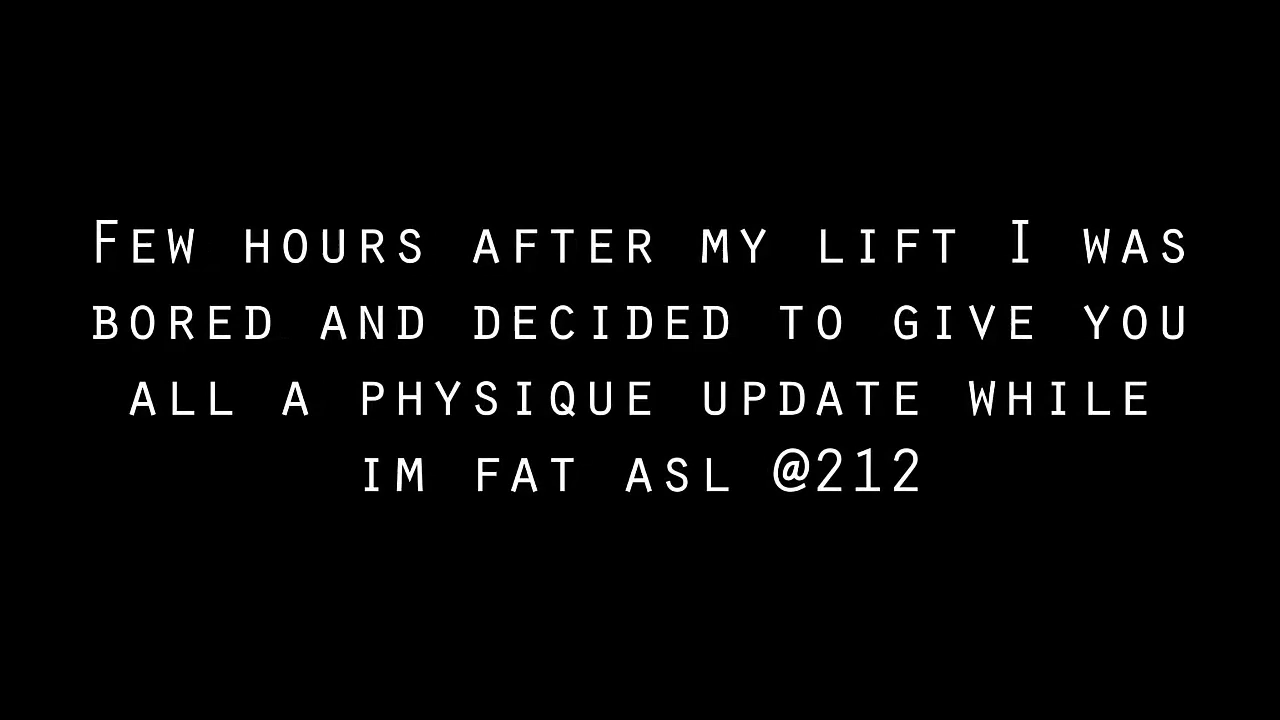 Few hours after my lift I was
bored and decided to give you
all a physique update while
im fat asl @212